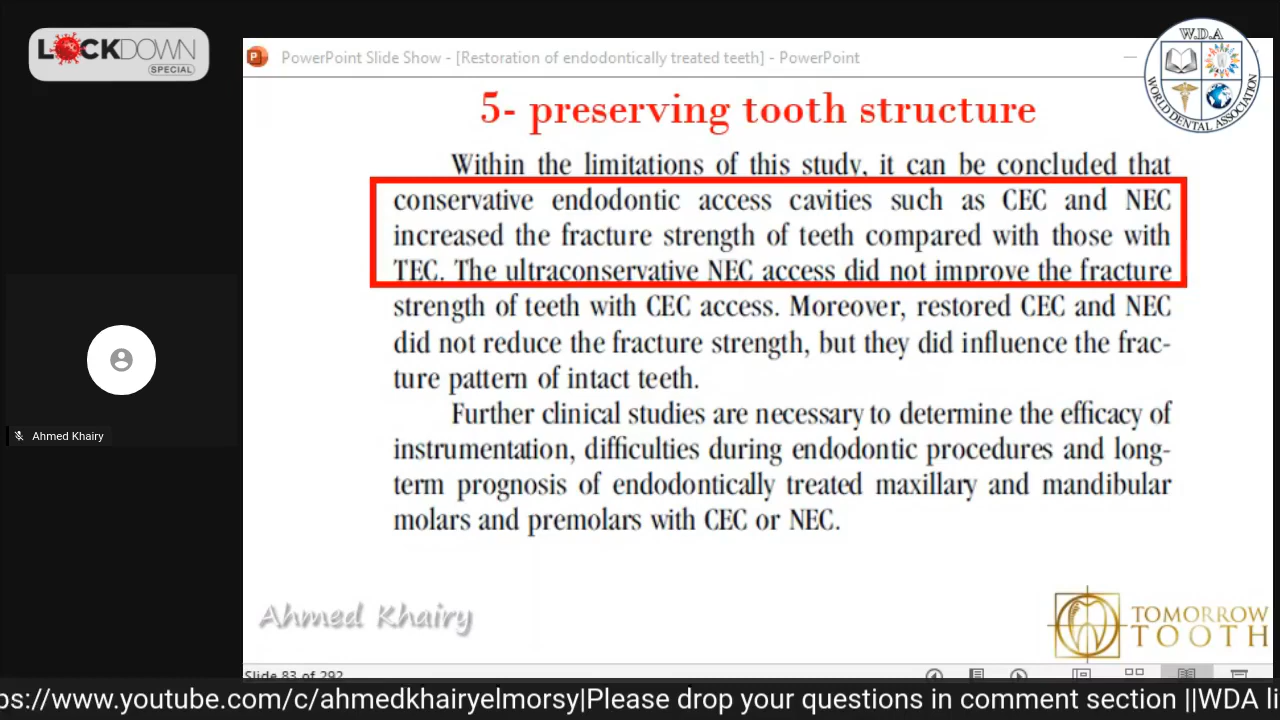 LOCKDOWN
SPECIAL
PowerPoint Slide Show - [Restoration of endodontically treated teeth] - PowerPoint
W.D.A
WORLD DENTAL ASSOCIATION
5- preserving tooth structure
Within the limitations of this study, it can be concluded that
conservative endodontic access cavities such as CEC and NEC
increased the fracture strength of teeth compared with those with
TEC. The ultraconservative NEC access did not improve the fracture
strength of teeth with CEC access. Moreover, restored CEC and NEC
did not reduce the fracture strength, but they did influence the frac-
ture pattern of intact teeth.
Further clinical studies are necessary to determine the efficacy of
instrumentation, difficulties during endodontic procedures and long-
term prognosis of endodontically treated maxillary and mandibular
molars and premolars with CEC or NEC.
Ahmed Khairy
Ahmed Khairy
TOMORROW
TOOTH
Slide 83 of 292
ps://www.youtube.com/c/ahmedkhairyelmorsy|Please drop your questions in comment section ||WDA li